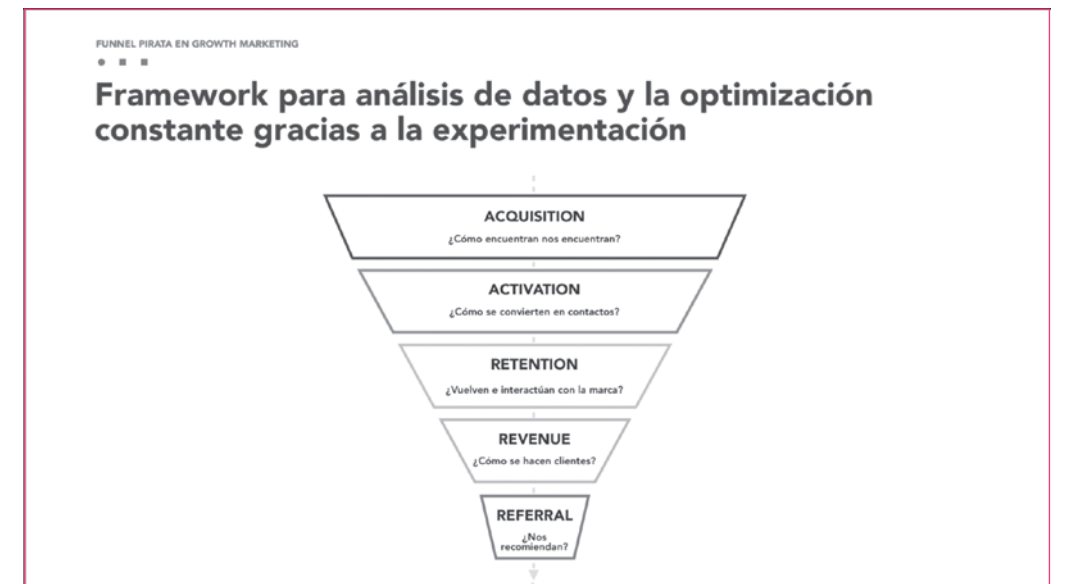 FUNNEL PIRATA EN GROWTH MARKETING
Framework para análisis de datos y la optimización
constante gracias a la experimentación
ACQUISITION
¿Cómo encuentran nos encuentran?
ACTIVATION
¿Cómo se convierten en contactos?
RETENTION
¿Vuelven e interactúan con la marca?
REVENUE
¿Cómo se hacen clientes?
REFERRAL
¿Nos
recomiendan?